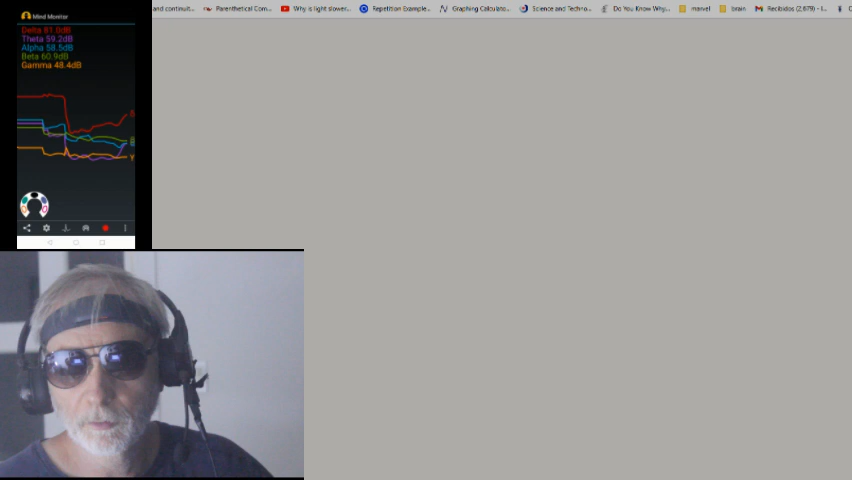 Mind Monitor
Delta 81.0dB
Theta 59.2dB
Alpha 58.5dB
Beta 60.9dB
Gamma 48.4dB
and continuit...
Parenthetical Com...
Why is light slower...
Repetition Example...
Graphing Calculato...
Science and Techno...
Do You Know Why...
marvel
brain
Recibidos (2,679) - l...